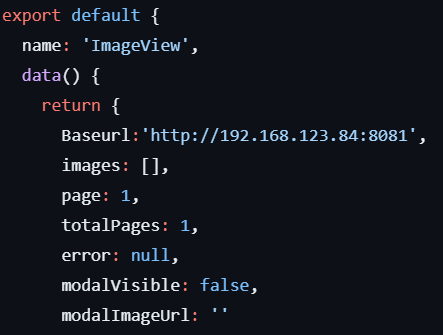 export default {
name: 'ImageView',
data() {
return {
Baseurl:'http://192.168.123.84:8081',
images: [],
page: 1,
totalPages: 1,
error: null,
modalVisible: false,
modalImageUrl: ''